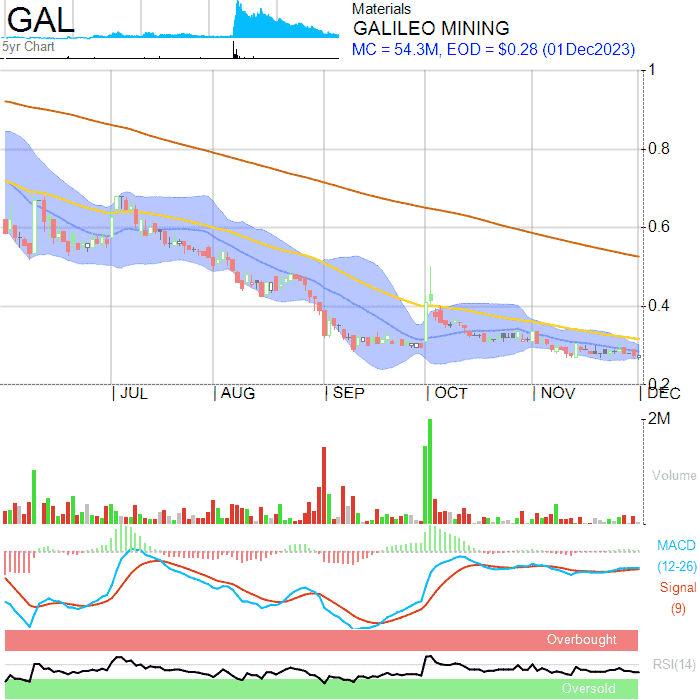 GAL
5yr Chart
Materials
GALILEO MINING
MC = 54.3M, EOD = $0.28 (01Dec2023)
1
0.8
0.6
0.4
0.2
JUL AUG SEP OCT NOV DEC
2M
Volume
MACD
(12-26)
Signal
(9)
Overbought
RSI(14)
Oversold